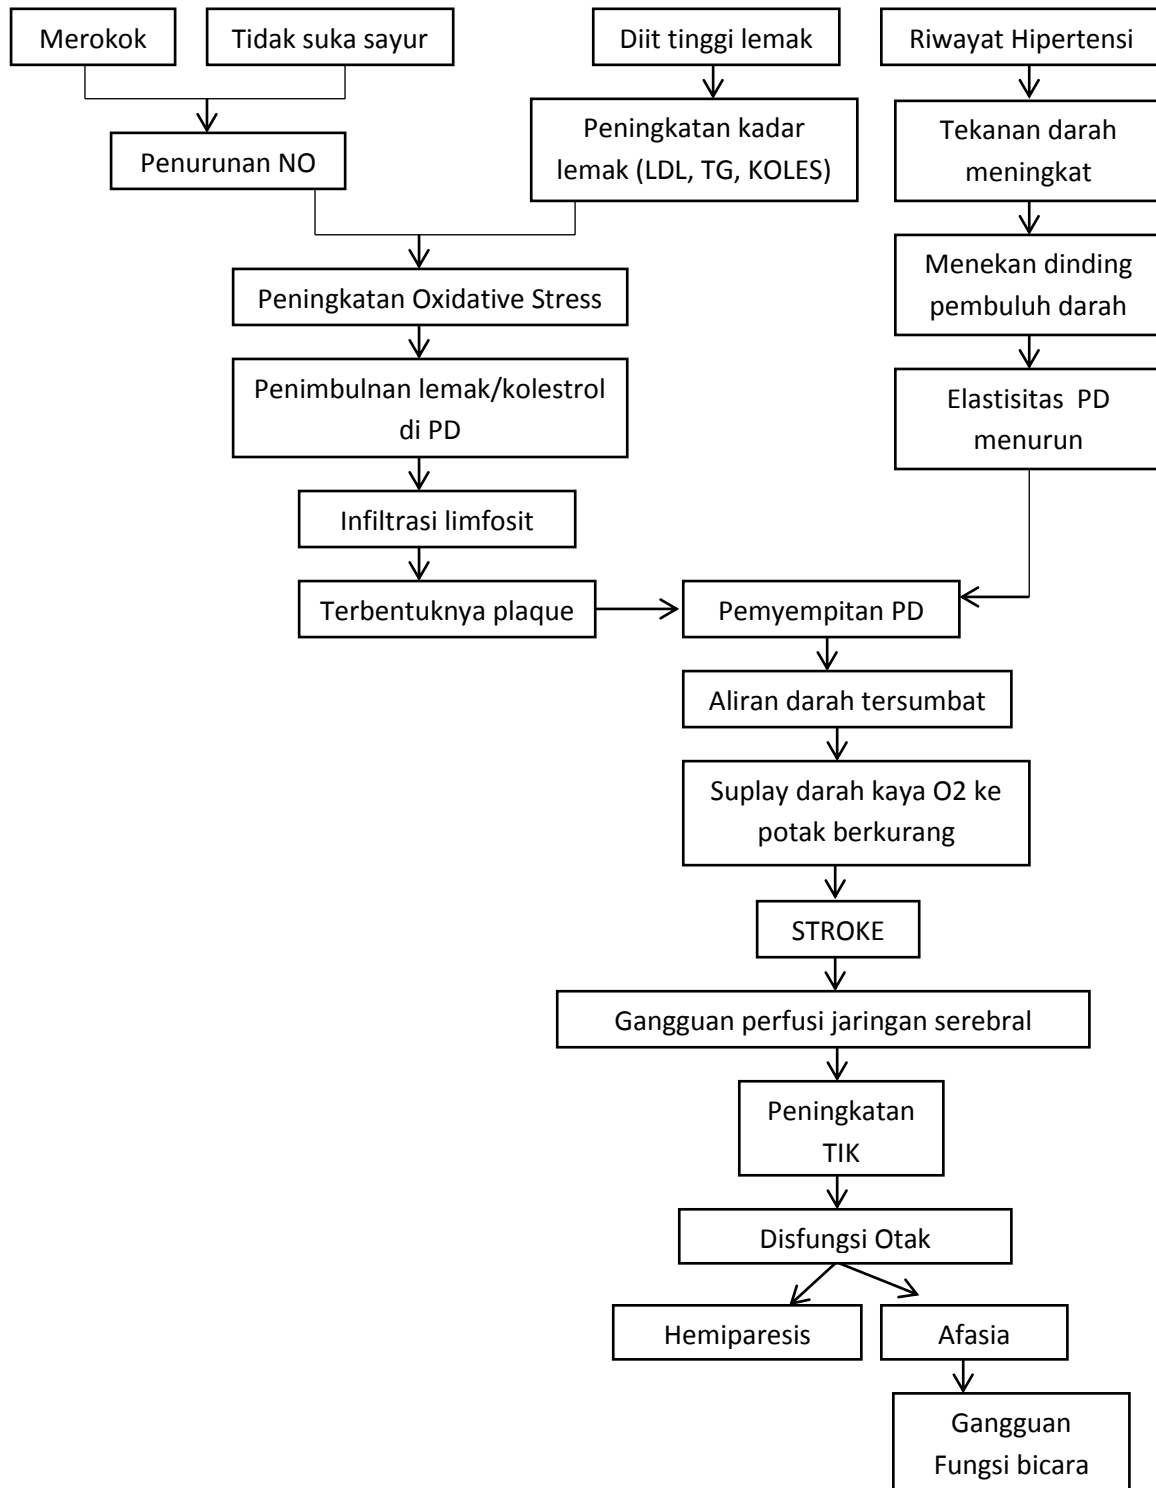 Merokok
Tidak suka sayur
Diit tinggi lemak
Riwayat Hipertensi
Penurunan NO
Peningkatan kadar
lemak (LDL, TG, KOLES)
Tekanan darah
meningkat
Menekan dinding
pembuluh darah
Peningkatan Oxidative Stress
Penimbulnan lemak/kolestrol
di PD
Elastisitas PD
menurun
Infiltrasi limfosit
Terbentuknya plaque
Pemyempitan PD
Aliran darah tersumbat
Suplay darah kaya O2 ke
potak berkurang
STROKE
Gangguan perfusi jaringan serebral
Peningkatan
TIK
Disfungsi Otak
Hemiparesis
Afasia
Gangguan
Fungsi bicara